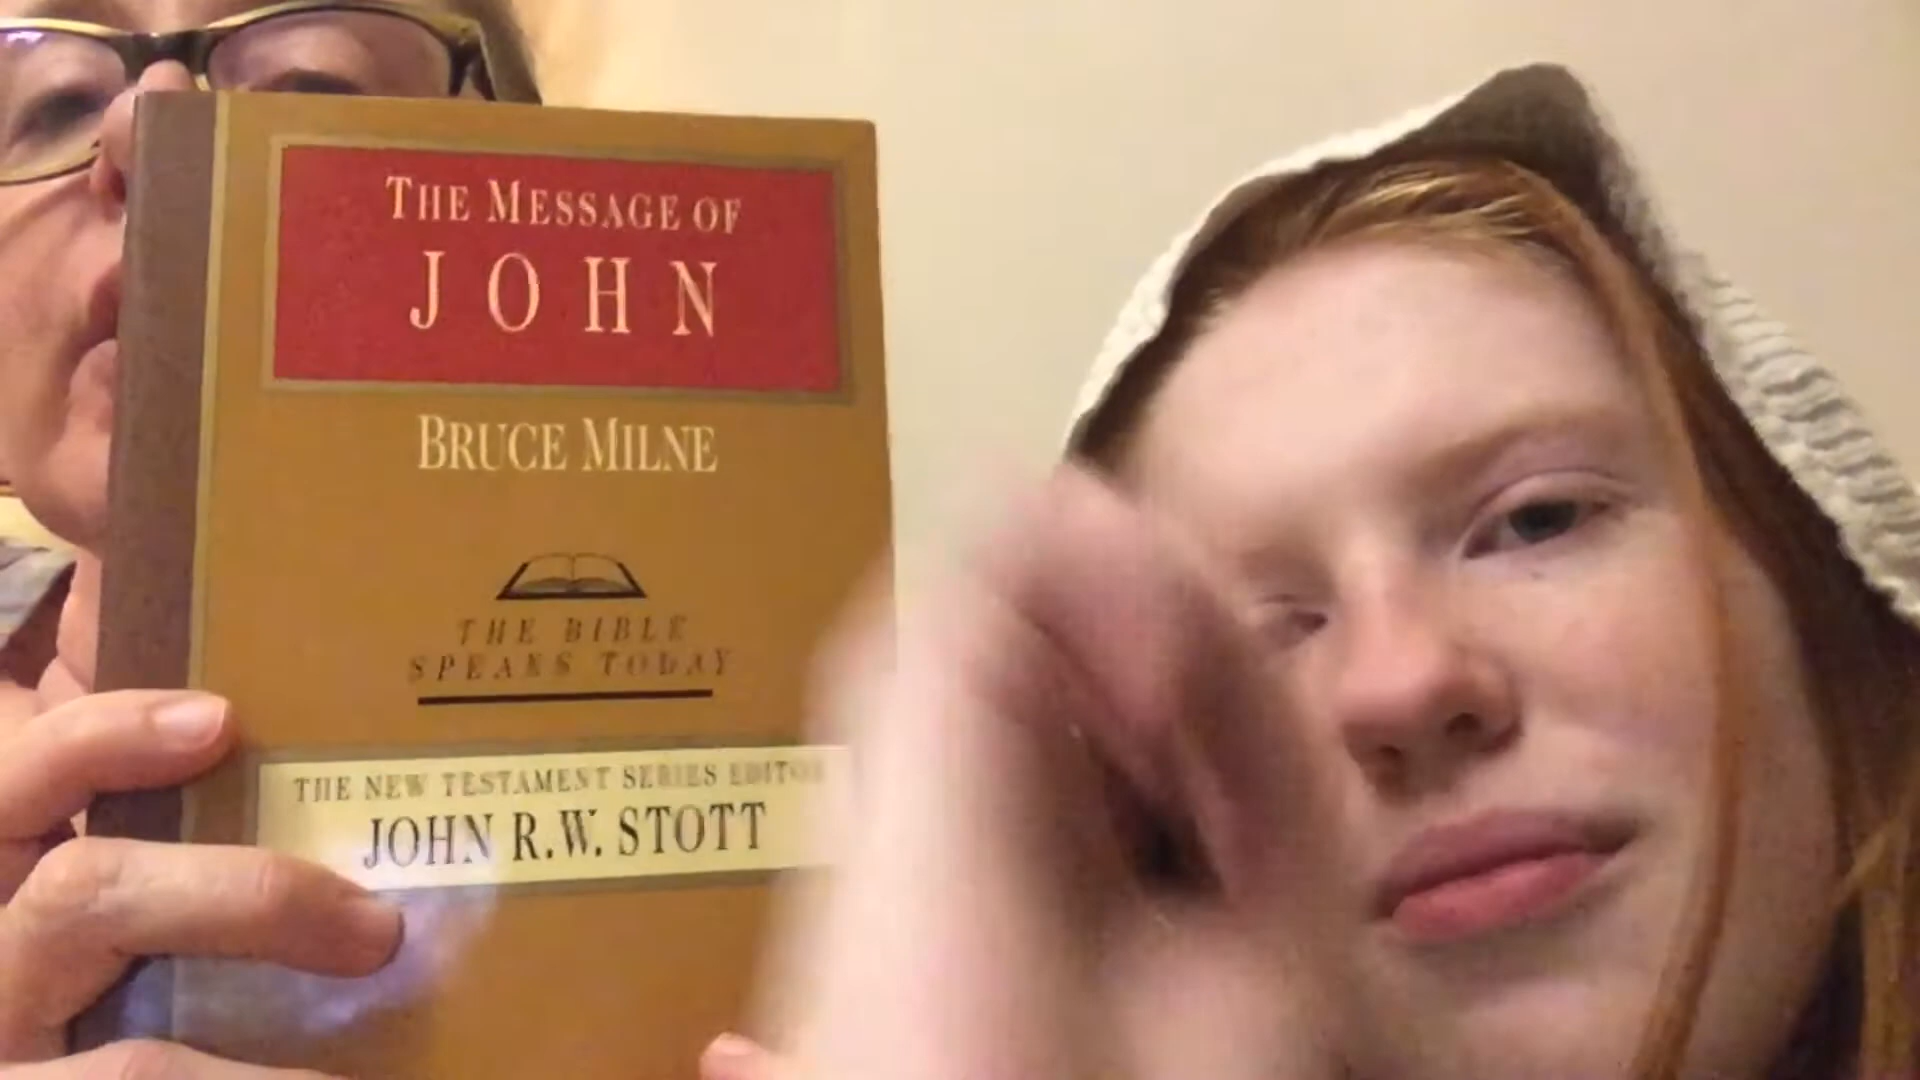 THE MESSAGE OF
JOHN
BRUCE MILNE
THE BIBLE
SPEAKS TODAY
THE NEW TESTAMENT SERIES EDITOR
JOHN R.W. STOTT